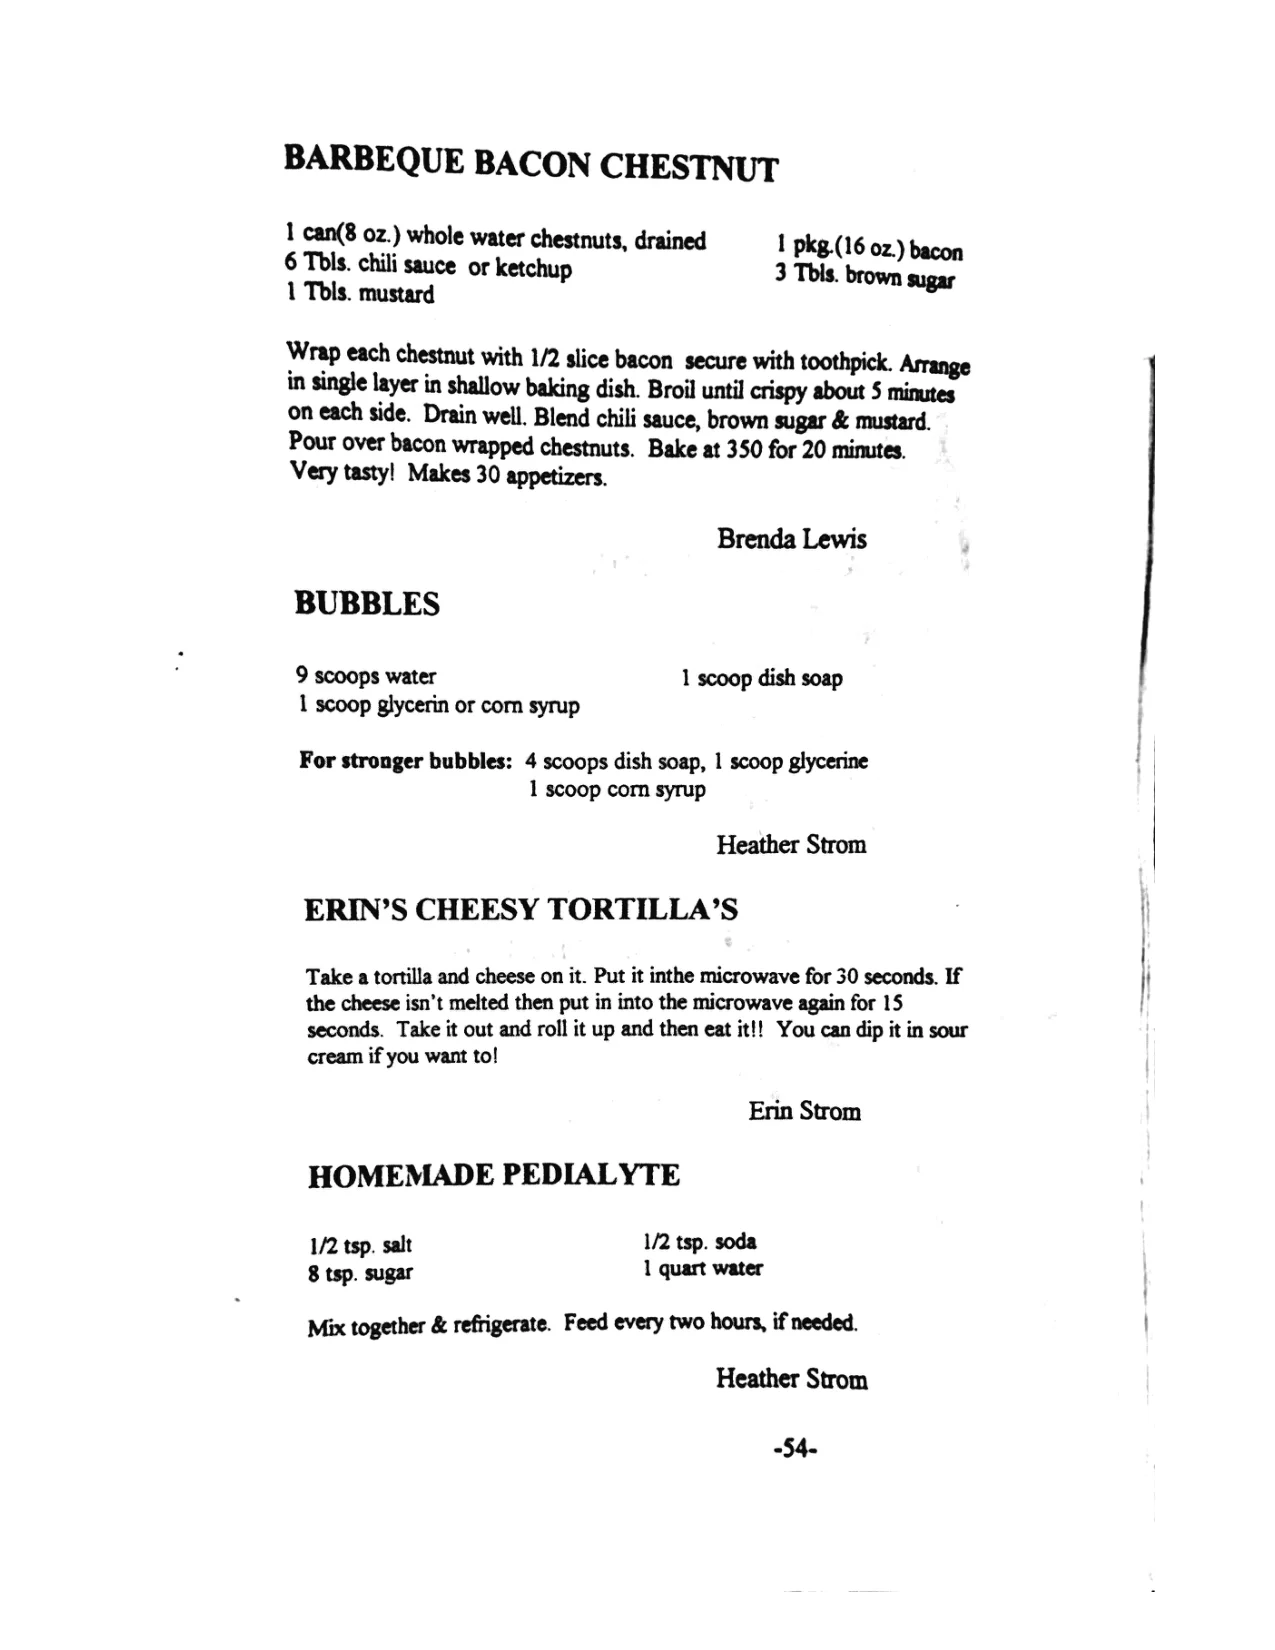 BARBEQUE BACON CHESTNUT
1 can(8 oz.) whole water chestnuts, drained 1 pkg.(16 oz.) bacon
6 Tbls. chili sauce or ketchup 3 Tbls. brown sugar
1 Tbls. mustard
Wrap each chestnut with 1/2 slice bacon secure with toothpick. Arrange
in single layer in shallow baking dish. Broil until crispy about 5 minutes
on each side. Drain well. Blend chili sauce, brown sugar & mustard.
Pour over bacon wrapped chestnuts. Bake at 350 for 20 minutes.
Very tasty! Makes 30 appetizers.
Brenda Lewis
BUBBLES
9 scoops water 1 scoop dish soap
1 scoop glycerin or corn syrup
For stronger bubbles: 4 scoops dish soap, 1 scoop glycerine
1 scoop corn syrup
Heather Strom
ERIN'S CHEESY TORTILLA'S
Take a tortilla and cheese on it. Put it inthe microwave for 30 seconds. If
the cheese isn't melted then put in into the microwave again for 15
seconds. Take it out and roll it up and then eat it!! You can dip it in sour
cream if you want to!
Erin Strom
HOMEMADE PEDIALYTE
1/2 tsp. salt 1/2 tsp. soda
8 tsp. sugar 1 quart water
Mix together & refrigerate. Feed every two hours, if needed.
Heather Strom
-54-